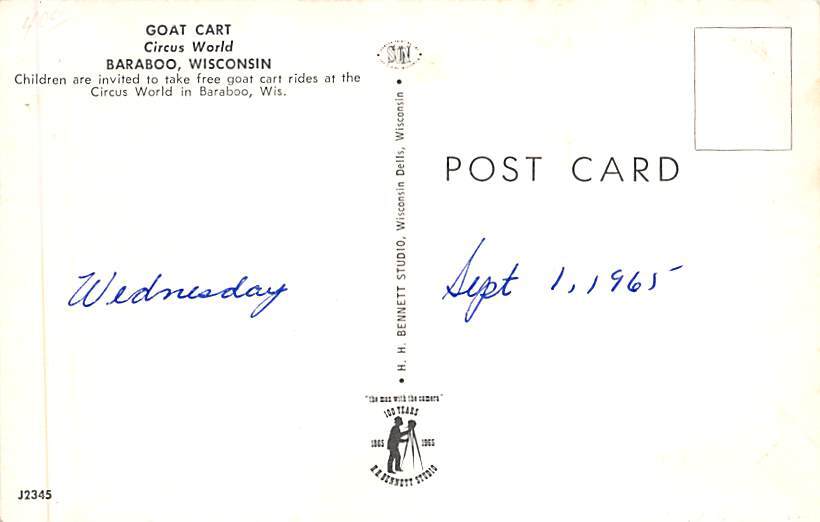 GOAT CART
Circus World
BARABOO, WISCONSIN
Children are invited to take free goat cart rides at the
Circus World in Baraboo, Wis.
POST CARD
Wednesday
Sept 1, 1965
• H. H. BENNETT STUDIO, Wisconsin Dells, Wisconsin •
"the man with the camera"
100 YEARS
1865 1965
H.H.BENNETT STUDIO
J2345